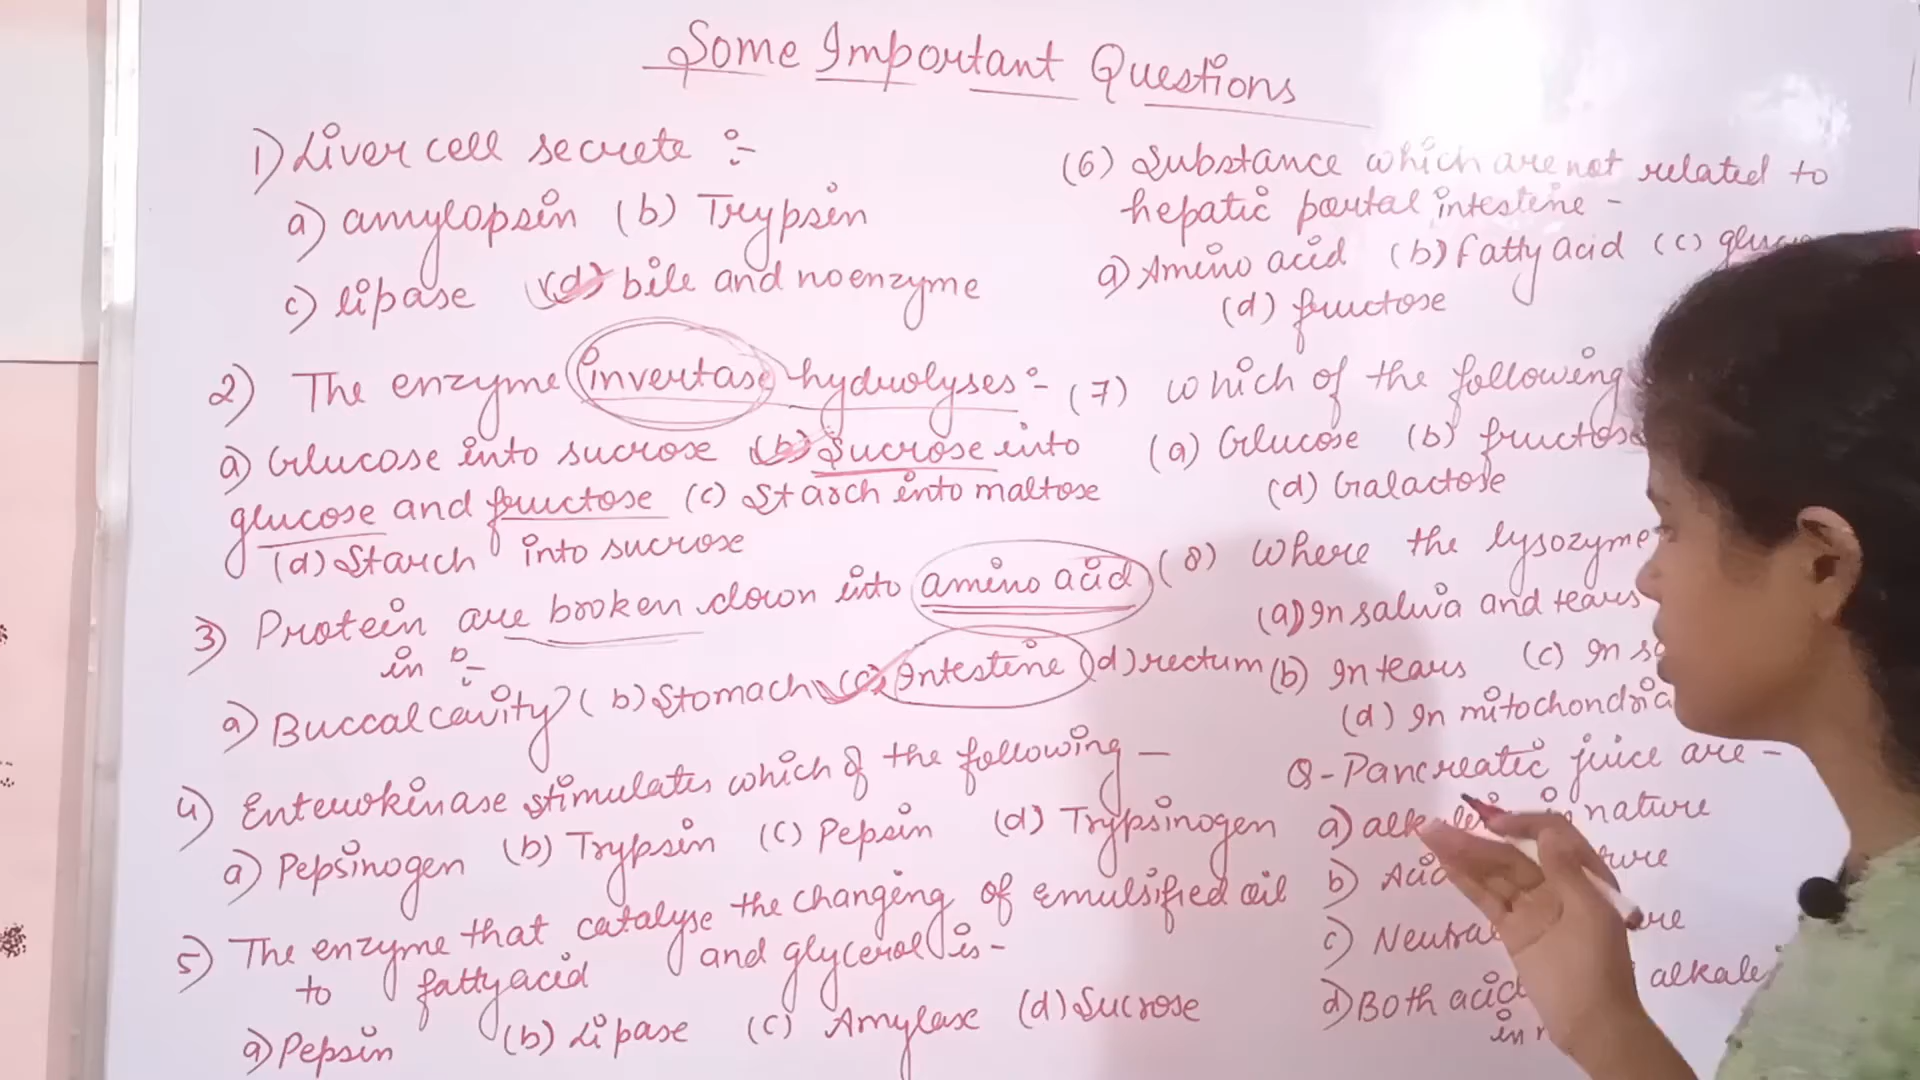 Some Important Questions
1) Liver cell secrete :-
a) amylopsin (b) Trypsin
c) lipase (d) bile and no enzyme
2) The enzyme invertase hydrolyses :-
a) Glucose into sucrose (b) Sucrose into
glucose and fructose (c) Starch into maltose
(d) Starch into sucrose
3) Protein are broken down into amino acid
in :-
a) Buccal cavity (b) Stomach (c) Intestine (d) rectum
4) Enterokinase stimulates which of the following -
a) Pepsinogen (b) Trypsin (c) Pepsin (d) Trypsinogen
5) The enzyme that catalyse the changing of emulsified oil
to fatty acid and glycerol is -
a) Pepsin (b) Lipase (c) Amylase (d) Sucrose
(6) Substance which are not related to
hepatic portal intestine -
a) Amino acid (b) fatty acid (c)
(d) fructose
(7) Which of the following
(a) Glucose (b) fructose
(d) Galactose
(8) Where the lysozyme
(a) In saliva and tears
(b) In tears (c) In
(d) In mitochondria
Q - Pancreatic juice are -
a) nature
b)
c)
d) Both
in